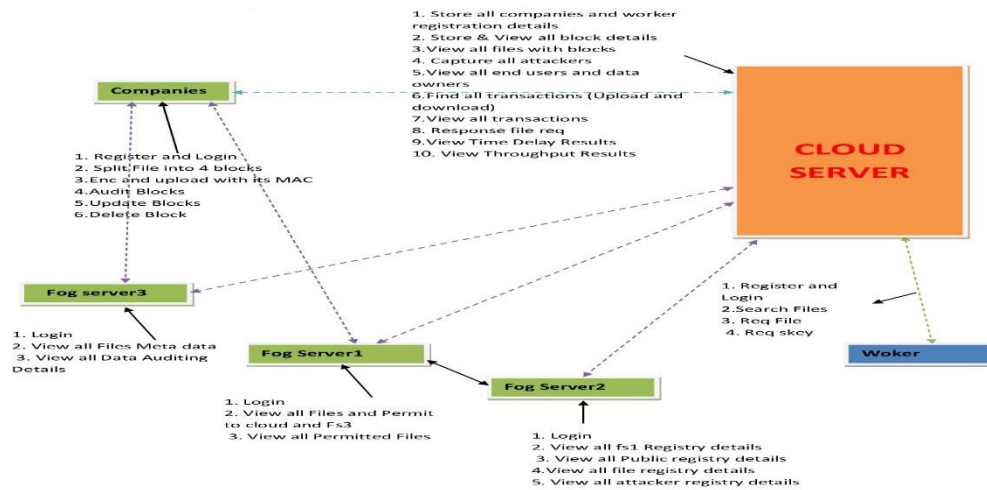 1. Store all companies and worker
registration details
2. Store & View all block details
3.View all files with blocks
4. Capture all attackers
5.View all end users and data
owners
6.Find all transactions (Upload and
download)
7.View all transactions
8. Response file req
9.View Time Delay Results
10. View Throughput Results
Companies
1. Register and Login
2. Split File into 4 blocks
3.Enc and upload with its MAC
4.Audit Blocks
5.Update Blocks
6.Delete Block
CLOUD
SERVER
Fog server3
1. Login
2. View all Files Meta data
3. View all Data Auditing
Details
Fog Server1
1. Login
2. View all Files and Permit
to cloud and Fs3
3. View all Permitted Files
Fog Server2
1. Login
2. View all fs1 Registry details
3. View all Public registry details
4.View all file registry details
5. View all attacker registry details
1. Register and
Login
2.Search Files
3. Req File
4. Req skey
Woker